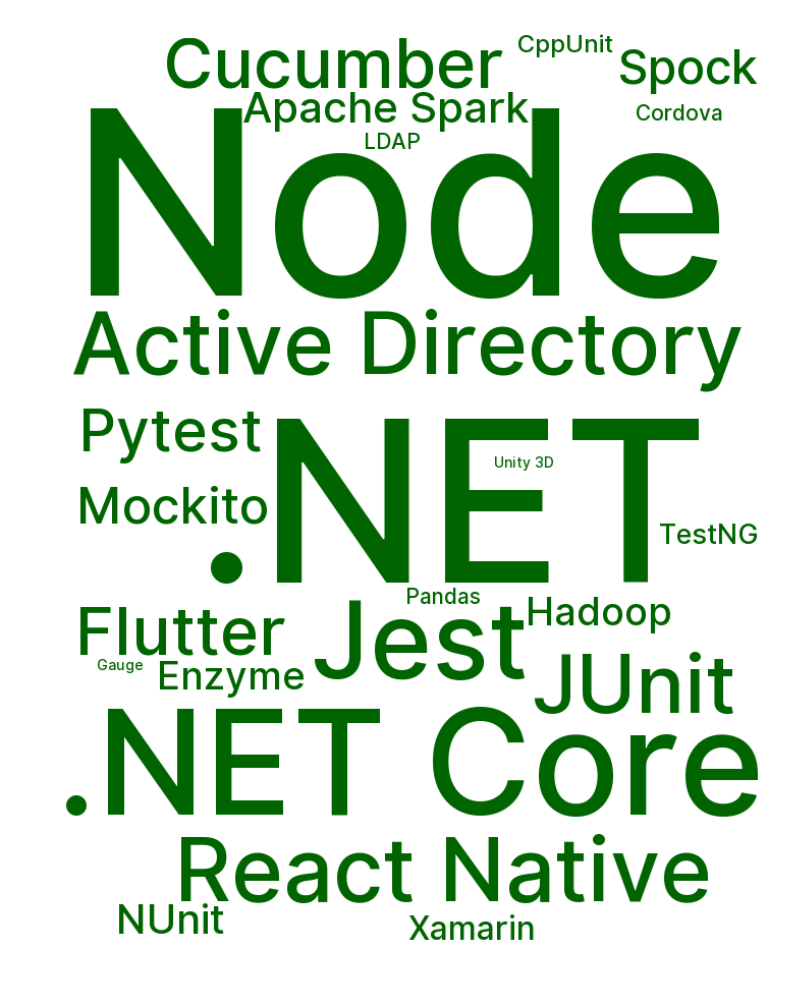 Cucumber
CppUnit
Spock
Apache Spark
Cordova
LDAP
Node
Active Directory
Pytest
.NET
Unity 3D
Mockito
TestNG
Pandas
Flutter
Jest
Hadoop
Gauge
Enzyme
JUnit
.NET Core
React Native
NUnit
Xamarin